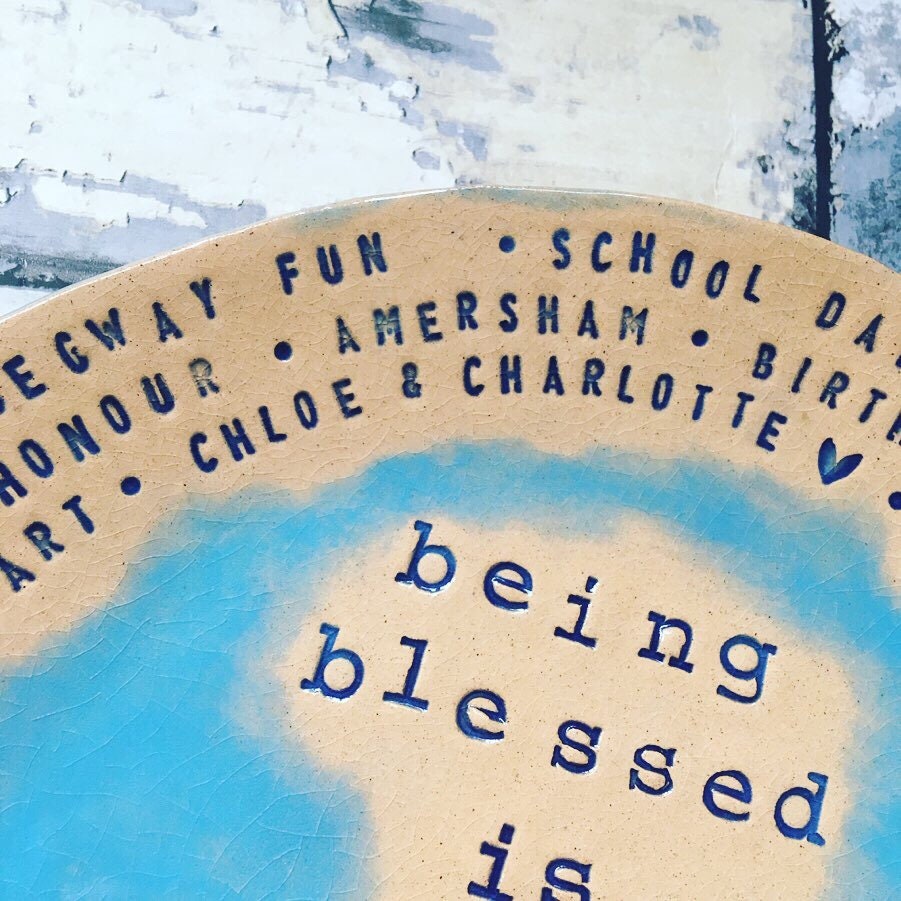 SEGWAY FUN • SCHOOL
HONOUR • AMERSHAM •
ART • CHLOE & CHARLOTTE ♥ •
being
blessed
is